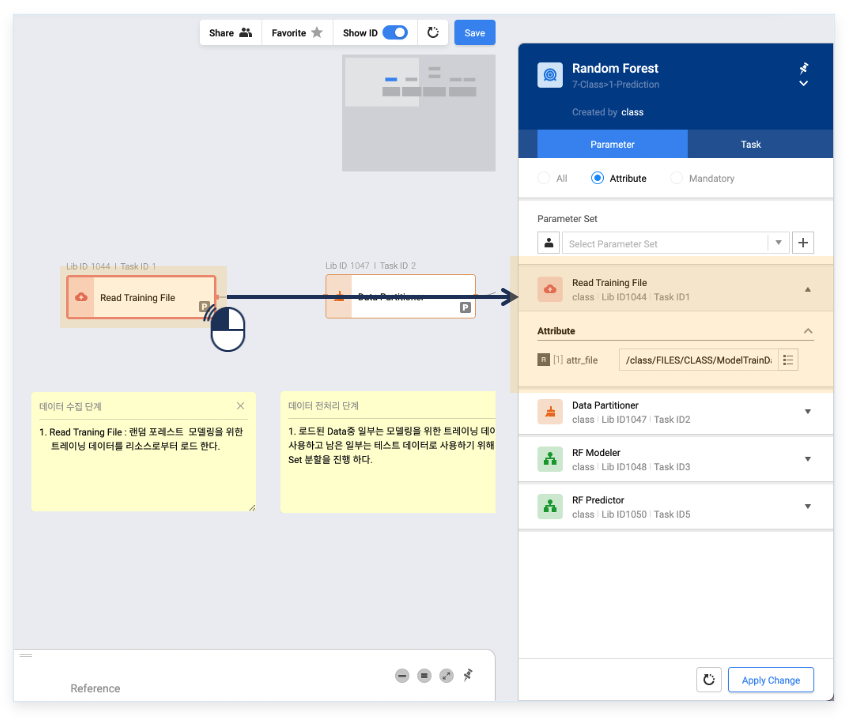 Share
Favorite
Show ID
Save
Random Forest
7-Class>1-Prediction
Created by class
Parameter
Task
All
Attribute
Mandatory
Parameter Set
Select Parameter Set
Lib ID 1044 | Task ID 1
Read Training File
P
Lib ID 1047 | Task ID 2
Data Partitioner
P
Read Training File
class | Lib ID1044 | Task ID1
Attribute
R [1] attr_file
/class/FILES/CLASS/ModelTrainDa
Data Partitioner
class | Lib ID1047 | Task ID2
RF Modeler
class | Lib ID1048 | Task ID3
RF Predictor
class | Lib ID1050 | Task ID5
데이터 수집 단계
1. Read Traning File : 랜덤 포레스트 모델링을 위한
트레이닝 데이터를 리소스로부터 로드 한다.
데이터 전처리 단계
1. 로드된 Data중 일부는 모델링을 위한 트레이닝 데이
사용하고 남은 일부는 테스트 데이터로 사용하기 위해
Set 분할을 진행 하다.
Reference
Apply Change